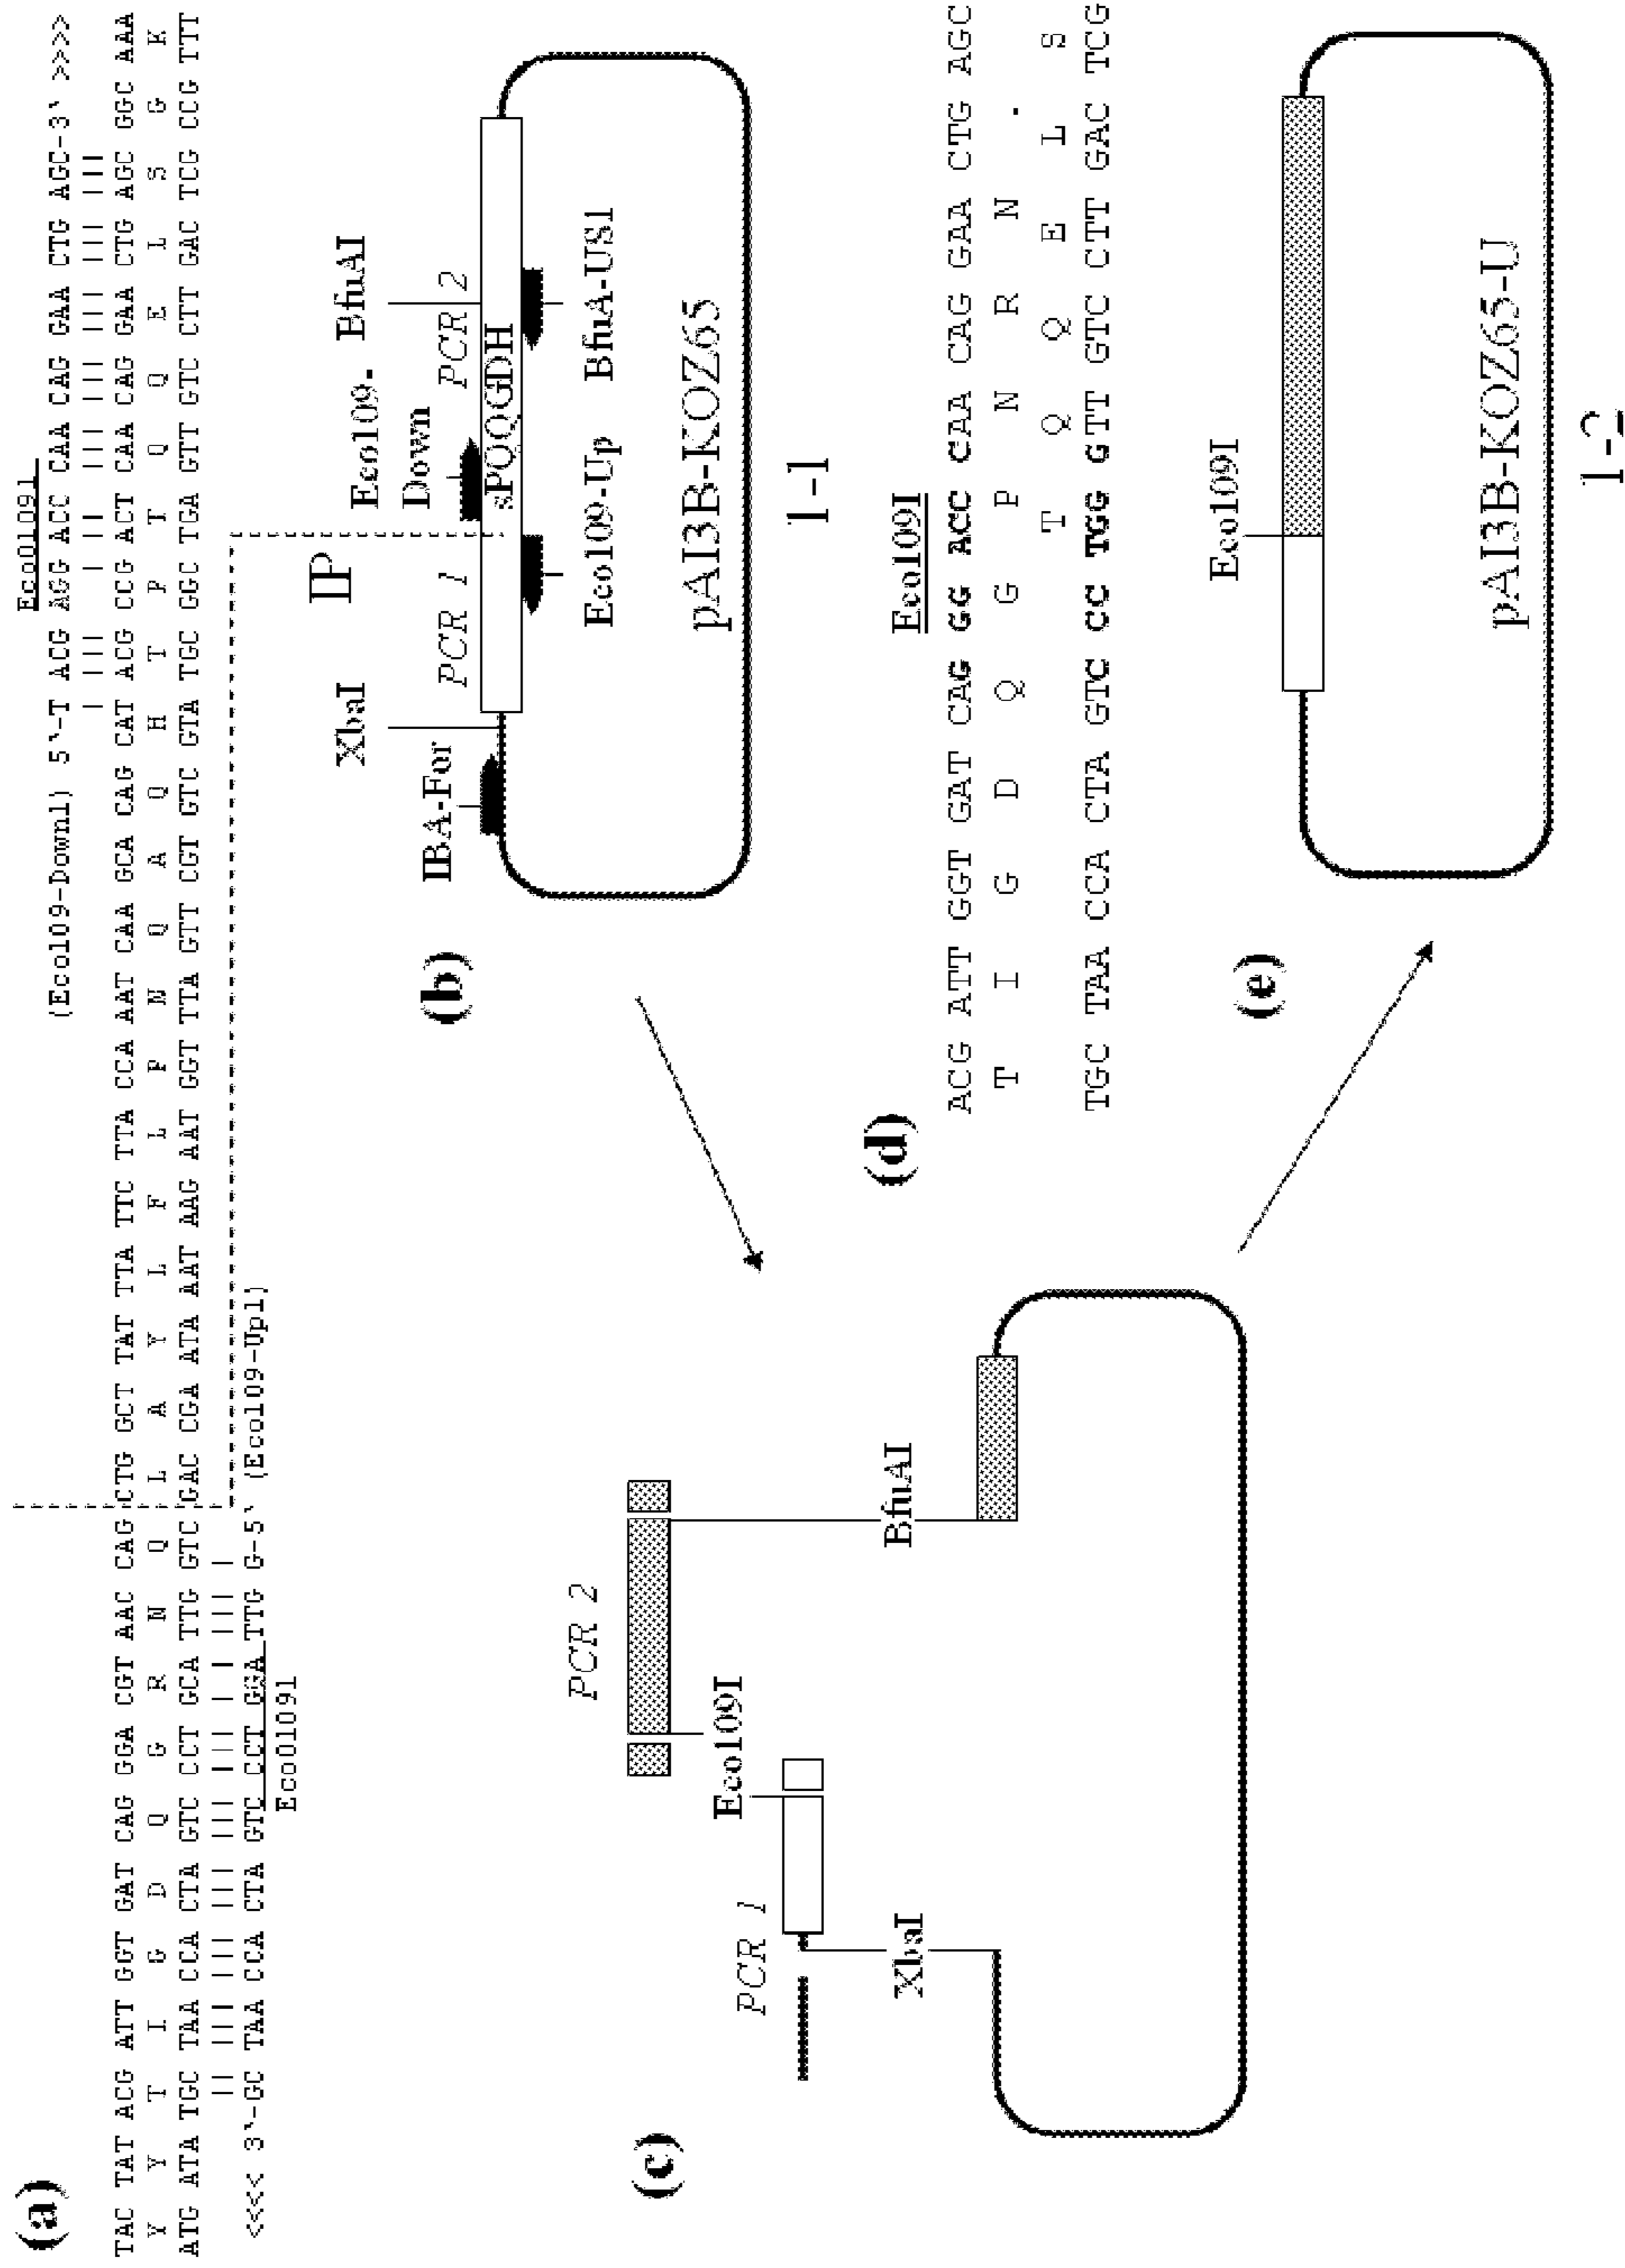 (a)
EcoO109I
(Eco109-Down1) 5'-T ACG AGG ACC CAA CAG GAA CTG AGC-3' >>>>
TAC TAT ACG ATT GGT GAT CAG GGA CGT AAC CAG CTG GCT TAT TTA TTC TTA CCA AAT CAA GCA CAG CAT ACG CCG ACT CAA CAG GAA CTG AGC GGC AAA
Y Y T I G D Q G R N Q L A Y L F L P N Q A Q H T P T Q Q E L S G K
ATG ATA TGC TAA CCA CTA GTC CCT GCA TTG GTC GAC CGA ATA AAT AAG AAT GGT TTA GTT CGT GTC GTA TGC GGC TGA GTT GTC CTT GAC TCG CCG TTT
<<<< 3'-GC TAA CCA CTA GTC CCT GGA TTG G-5' (Eco109-Up1)
EcoO109I
(b)
IP
XbaI
Eco109-Down
BfuAI
IBA-For
PCR 1
PCR 2
sPQQGDH
Eco109-Up
BfuA-US1
pAI3B-KOZ65
1-1
(c)
PCR 2
Eco109I
PCR 1
XbaI
BfuAI
(d)
Eco109I
ACG ATT GGT GAT CAG GG ACC CAA CAG GAA CTG AGC
T I G D Q G P N R N .
T Q Q E L S
TGC TAA CCA CTA GTC CC TGG GTT GTC CTT GAC TCG
(e)
Eco109I
pAI3B-KOZ65-U
1-2